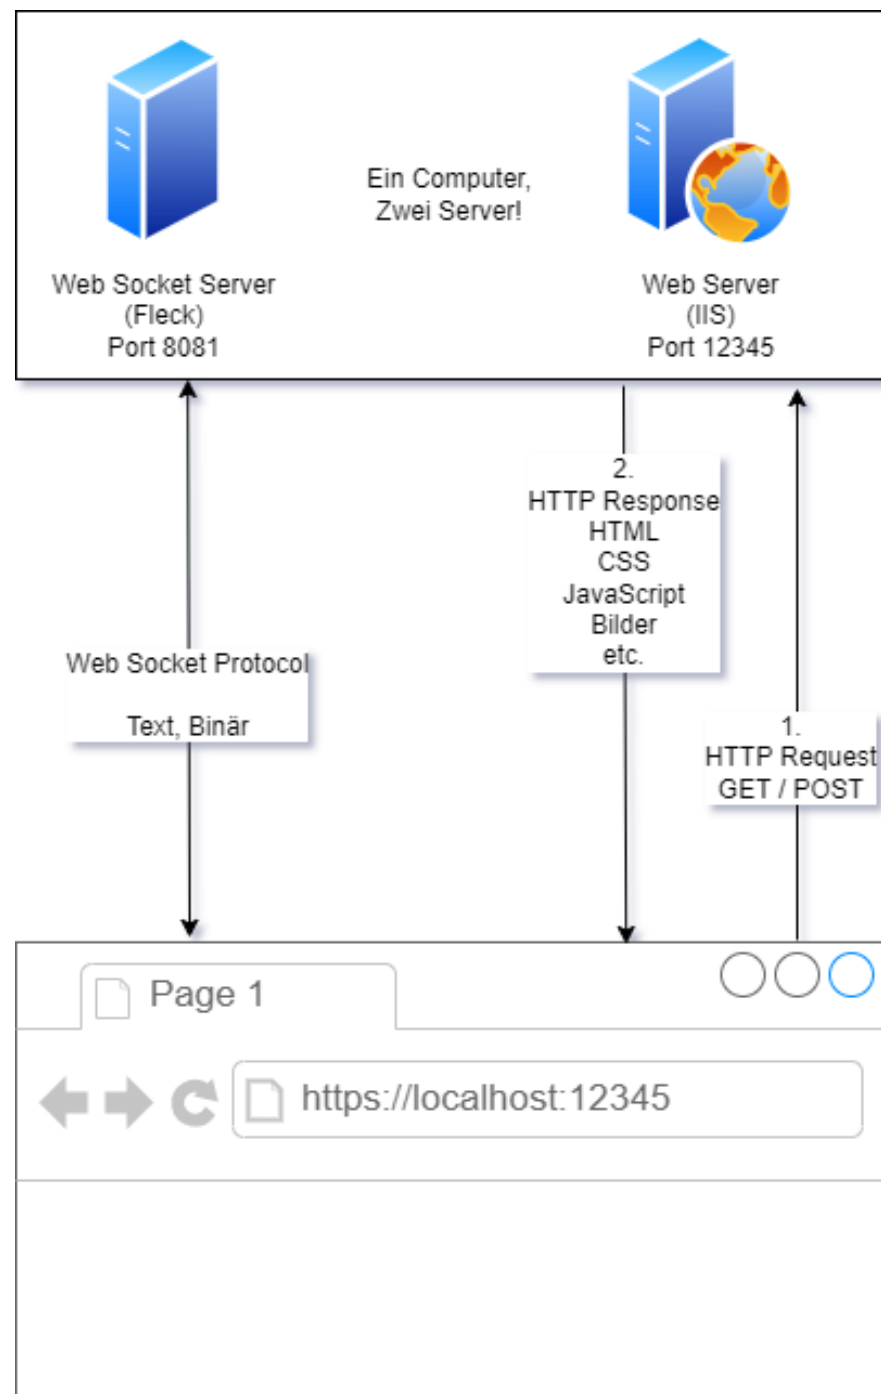 Ein Computer,
Zwei Server!
Web Socket Server
(Fleck)
Port 8081
Web Server
(IIS)
Port 12345
2.
HTTP Response
HTML
CSS
JavaScript
Bilder
etc.
Web Socket Protocol
Text, Binär
1.
HTTP Request
GET / POST
Page 1
https://localhost:12345